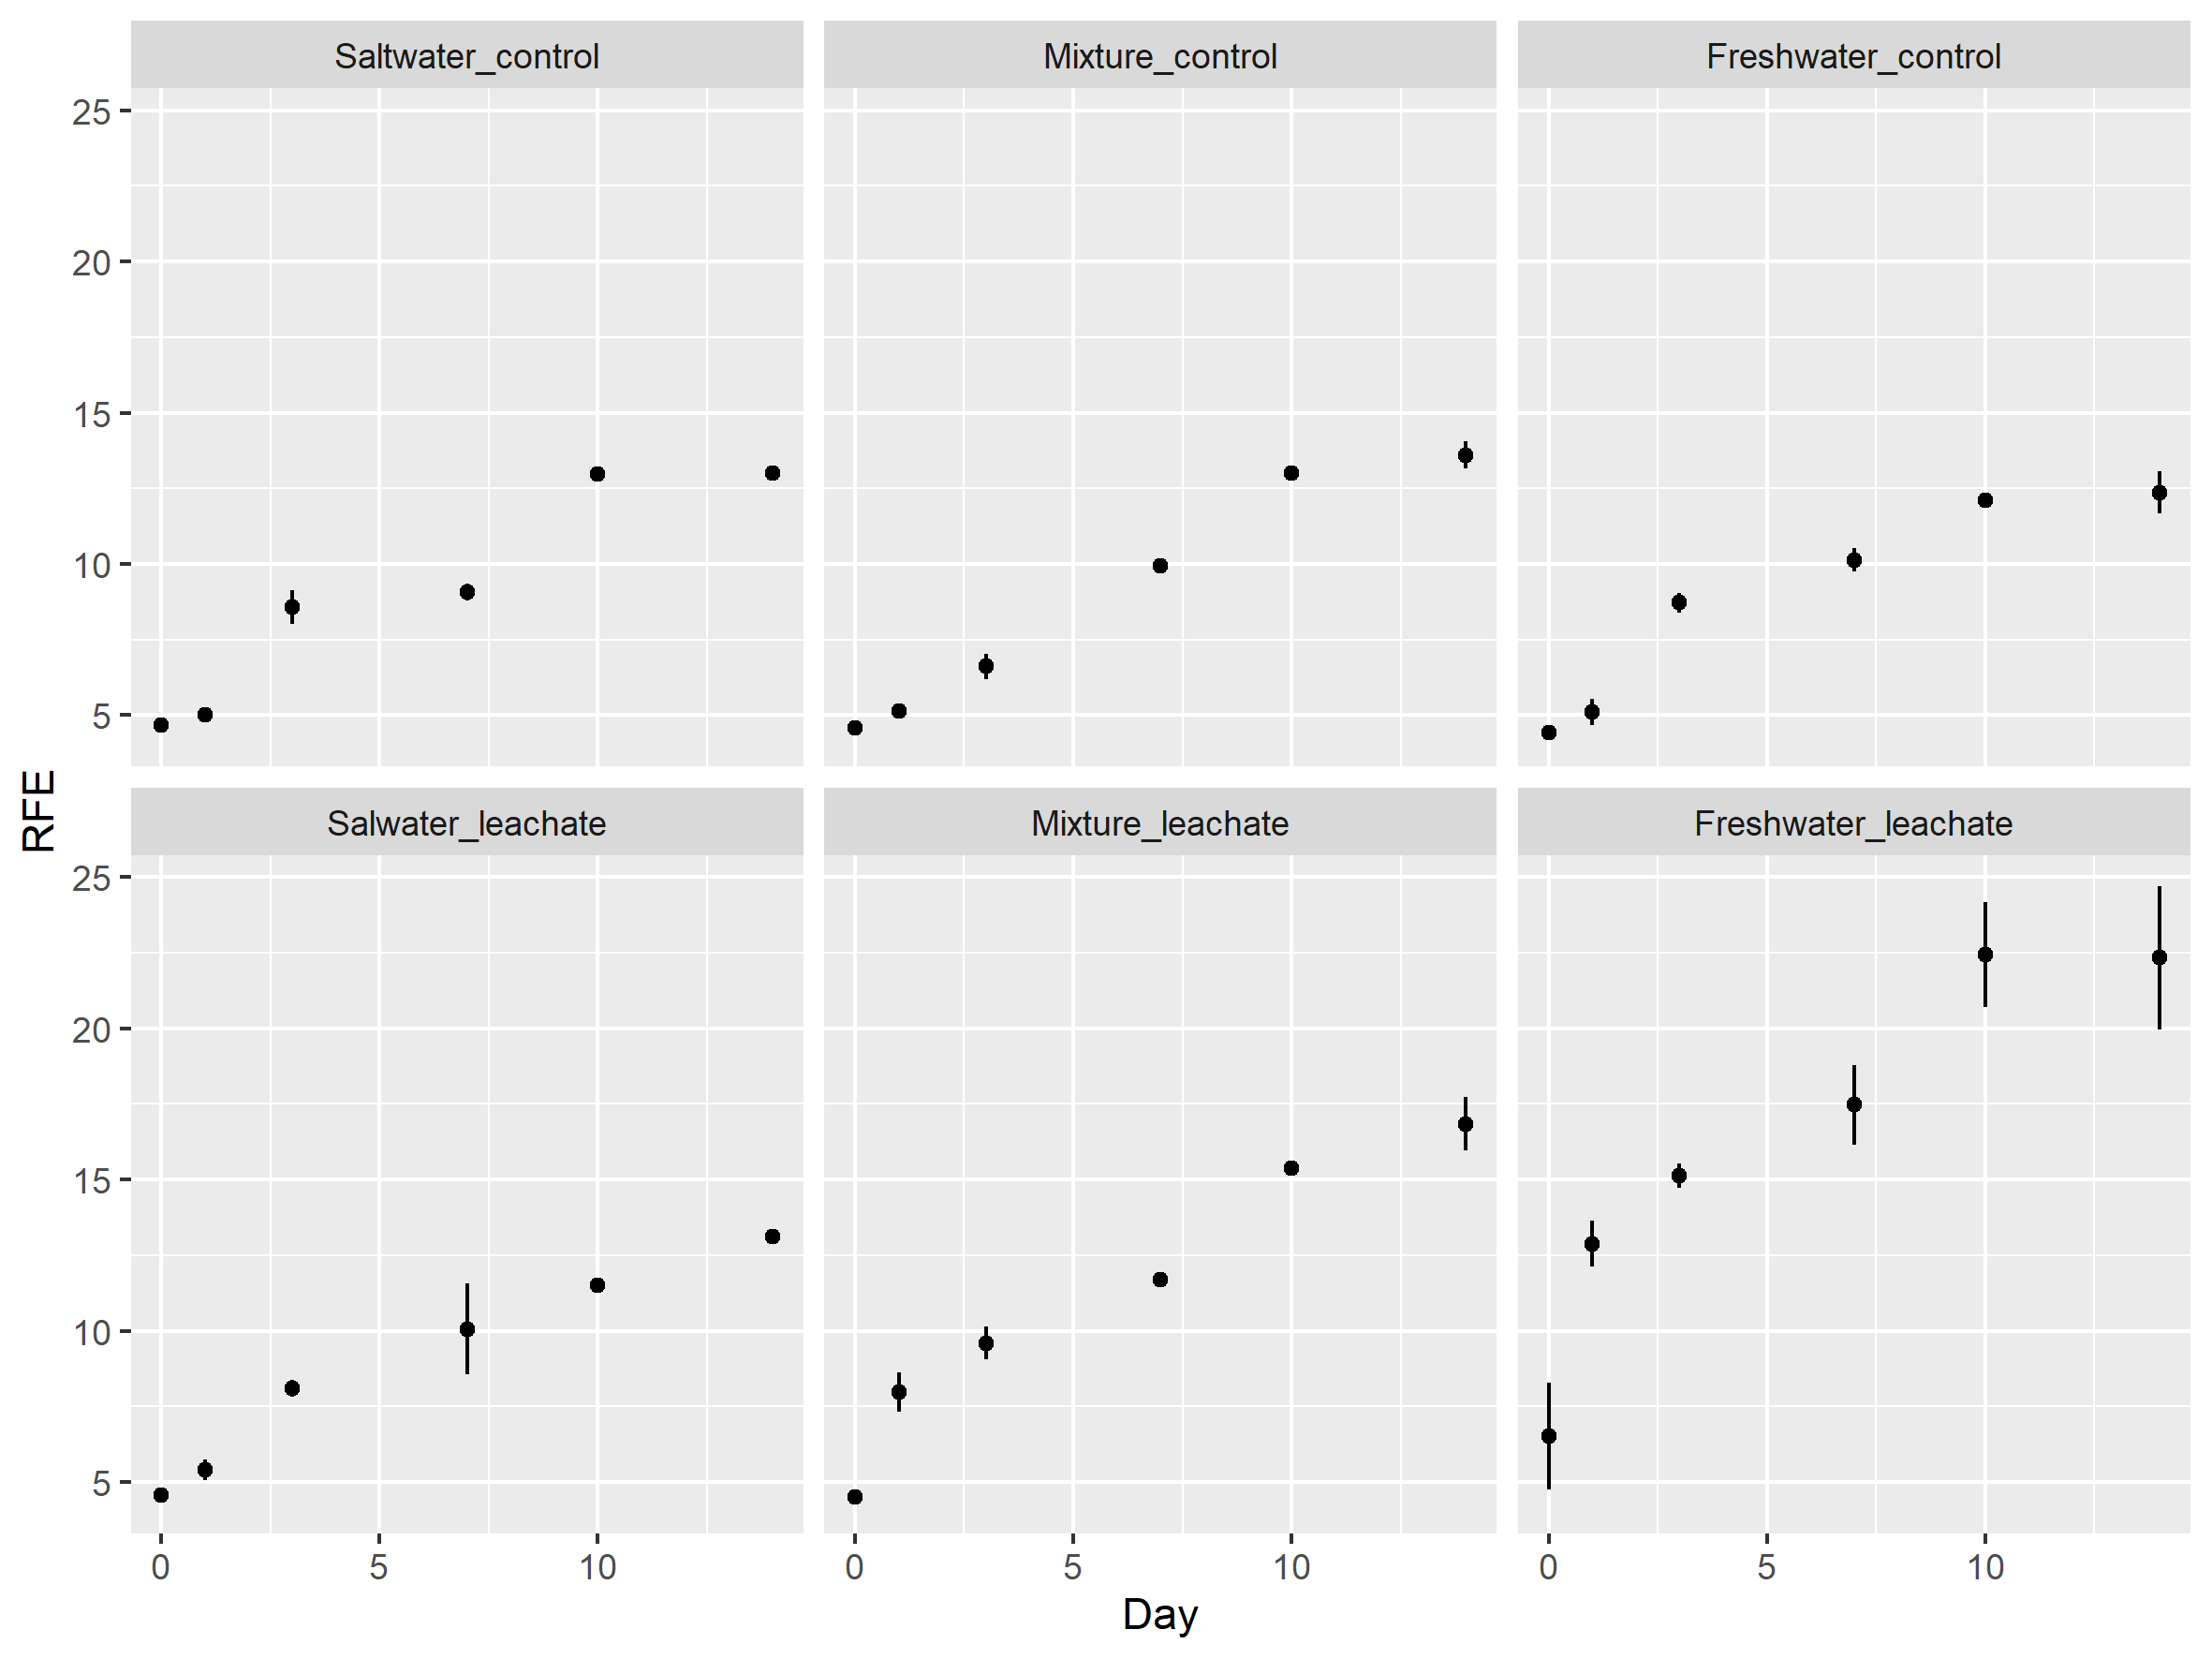 Saltwater_control
Mixture_control
Freshwater_control
25
20
15
10
5
RFE
Salwater_leachate
Mixture_leachate
Freshwater_leachate
25
20
15
10
5
0 5 10
0 5 10
0 5 10
Day